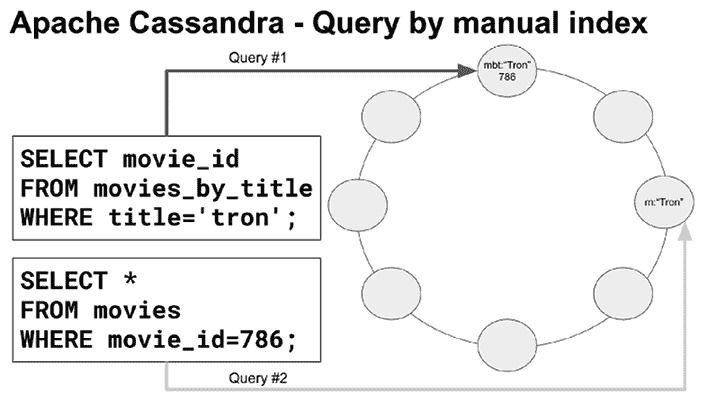 Apache Cassandra - Query by manual index
Query #1
mbt:"Tron"
786
SELECT movie_id
FROM movies_by_title
WHERE title='tron';
m:"Tron"
SELECT *
FROM movies
WHERE movie_id=786;
Query #2